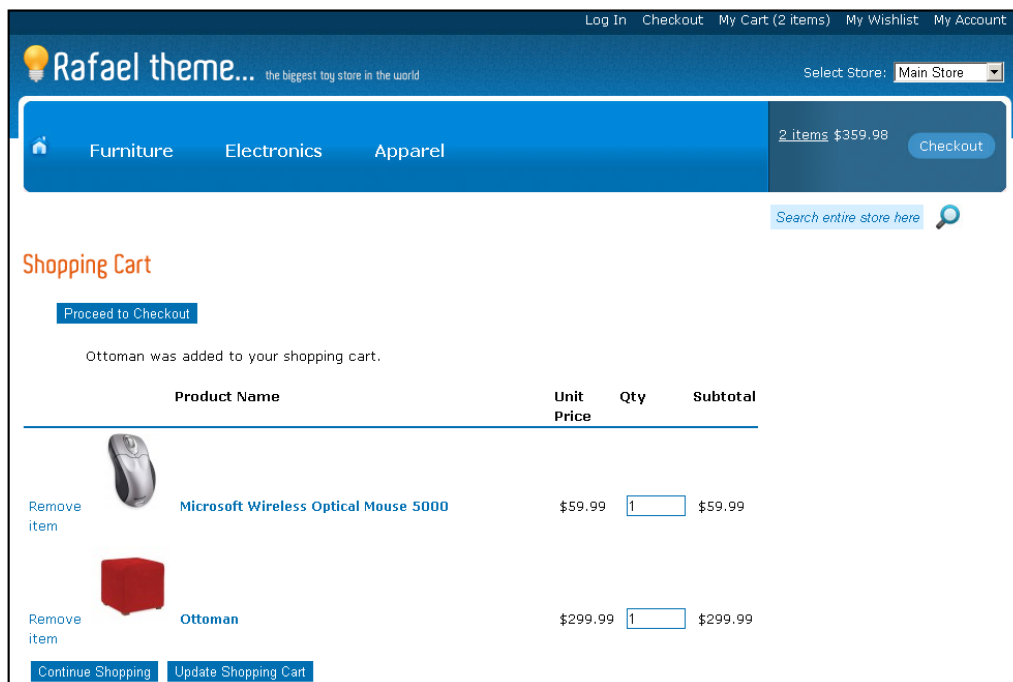 Log In Checkout My Cart (2 items) My Wishlist My Account
Rafael theme... the biggest toy store in the world
Select Store: Main Store
Furniture Electronics Apparel
2 items $359.98
Checkout
Search entire store here
Shopping Cart
Proceed to Checkout
Ottoman was added to your shopping cart.
Product Name Unit Price Qty Subtotal
Remove item Microsoft Wireless Optical Mouse 5000 $59.99 1 $59.99
Remove item Ottoman $299.99 1 $299.99
Continue Shopping Update Shopping Cart